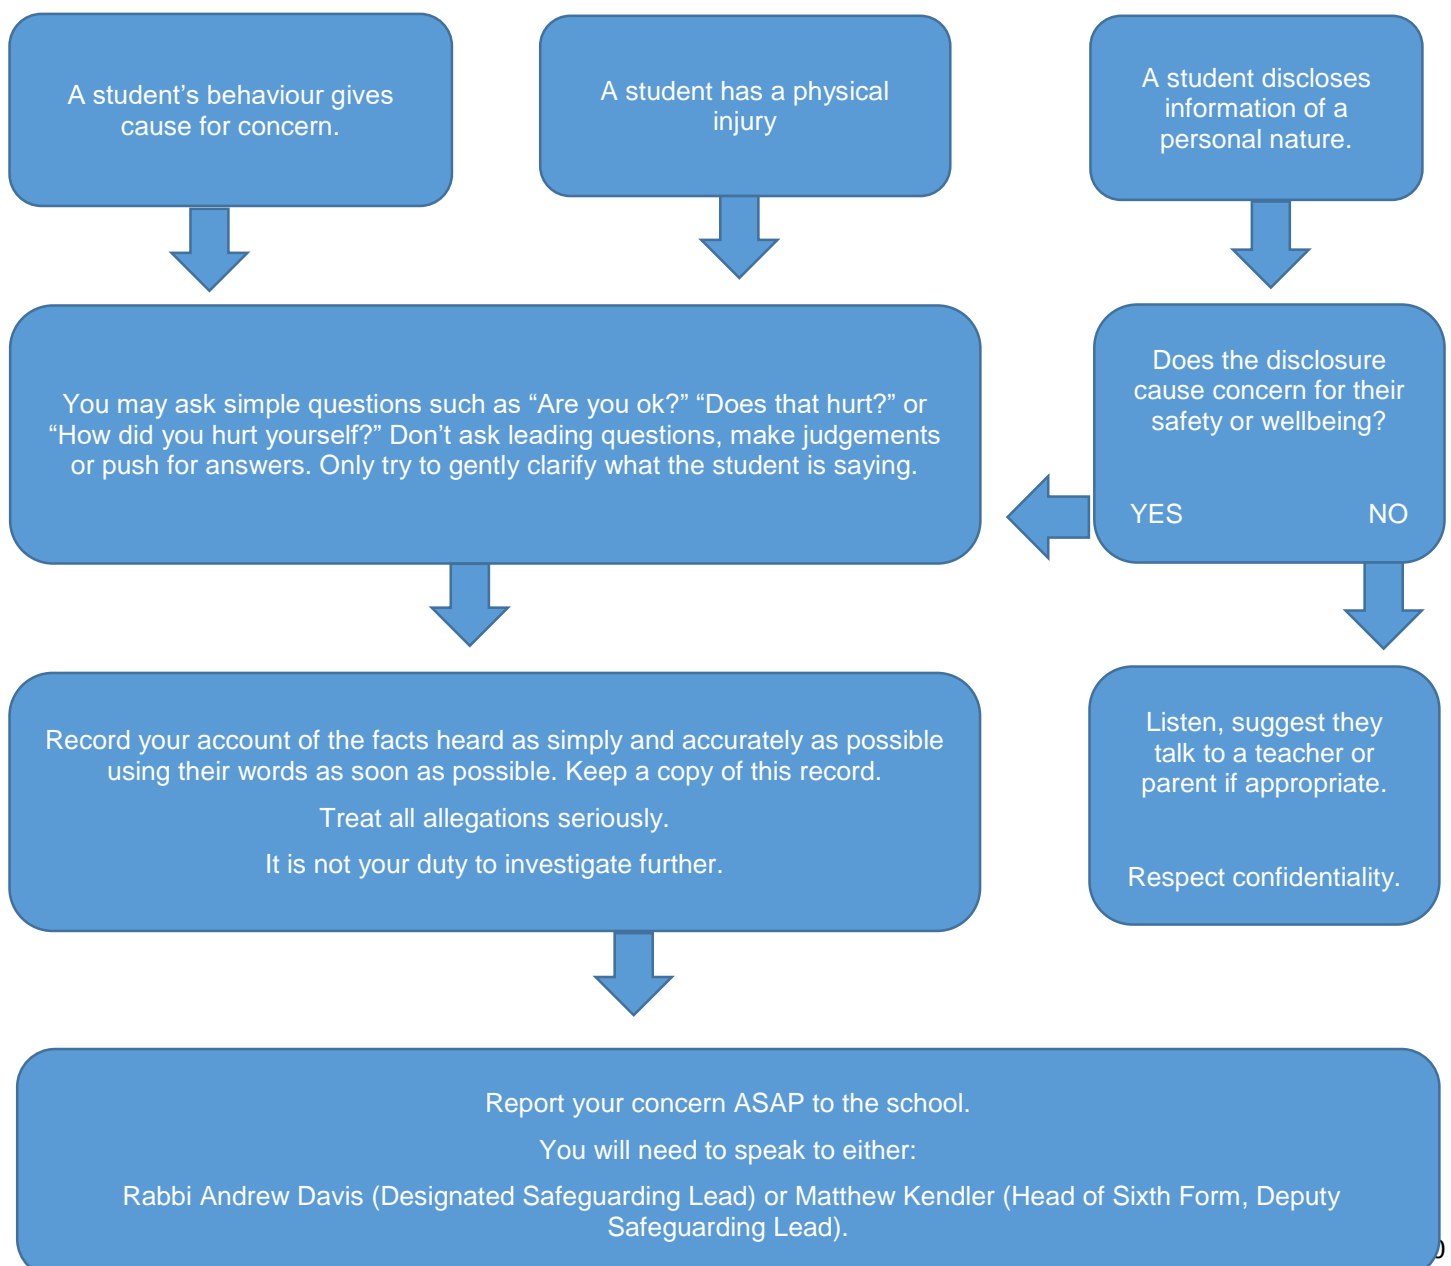 A student’s behaviour gives
cause for concern.
A student has a physical
injury
A student discloses
information of a
personal nature.
You may ask simple questions such as “Are you ok?” “Does that hurt?” or
“How did you hurt yourself?” Don’t ask leading questions, make judgements
or push for answers. Only try to gently clarify what the student is saying.
Does the disclosure
cause concern for their
safety or wellbeing?
YES NO
Record your account of the facts heard as simply and accurately as possible
using their words as soon as possible. Keep a copy of this record.
Treat all allegations seriously.
It is not your duty to investigate further.
Listen, suggest they
talk to a teacher or
parent if appropriate.
Respect confidentiality.
Report your concern ASAP to the school.
You will need to speak to either:
Rabbi Andrew Davis (Designated Safeguarding Lead) or Matthew Kendler (Head of Sixth Form, Deputy
Safeguarding Lead).